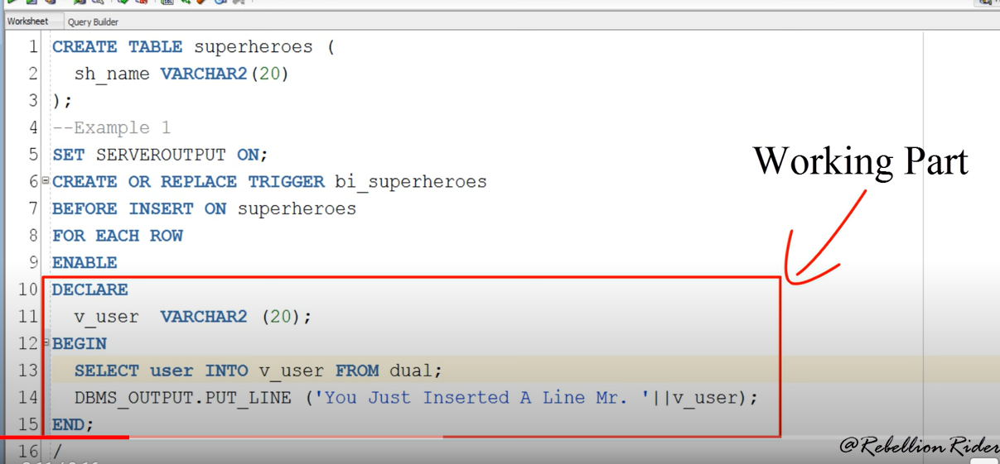 Worksheet Query Builder
1 CREATE TABLE superheroes (
2 sh_name VARCHAR2(20)
3 );
4 --Example 1
5 SET SERVEROUTPUT ON;
6 CREATE OR REPLACE TRIGGER bi_superheroes
7 BEFORE INSERT ON superheroes
8 FOR EACH ROW
9 ENABLE
10 DECLARE
11 v_user VARCHAR2 (20);
12 BEGIN
13 SELECT user INTO v_user FROM dual;
14 DBMS_OUTPUT.PUT_LINE ('You Just Inserted A Line Mr. '||v_user);
15 END;
16 /
Working Part
@Rebellion Rider